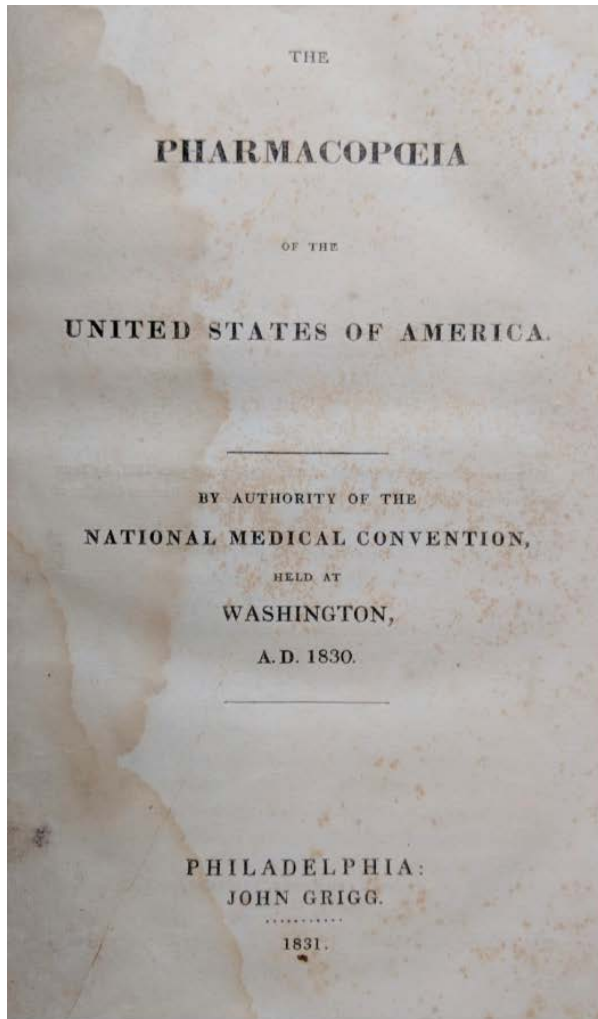 THE
PHARMACOPŒIA
OF THE
UNITED STATES OF AMERICA.
BY AUTHORITY OF THE
NATIONAL MEDICAL CONVENTION,
HELD AT
WASHINGTON,
A.D. 1830.
PHILADELPHIA:
JOHN GRIGG.
1831.